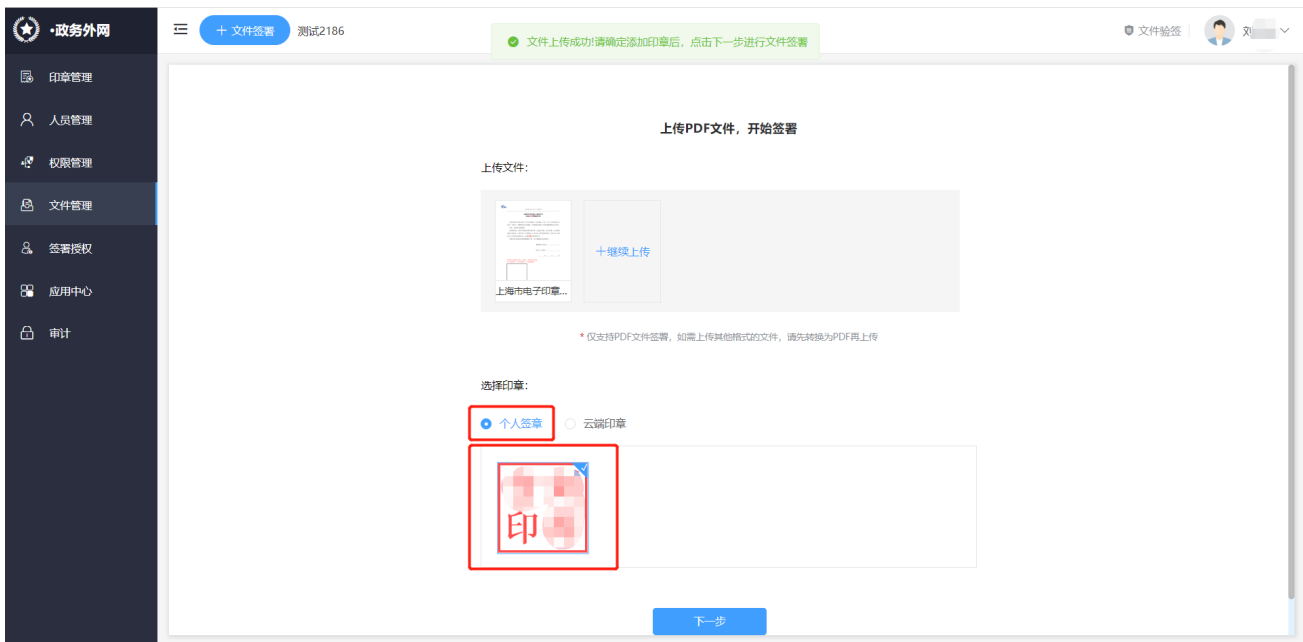 ·政务外网
文件签署
测试2186
文件上传成功!请确定添加印章后，点击下一步进行文件签署
文件验签
刘
印章管理
人员管理
权限管理
文件管理
签署授权
应用中心
审计
上传PDF文件，开始签署
上传文件:
继续上传
上海市电子印章...
* 仅支持PDF文件签署，如需上传其他格式的文件，请先转换为PDF再上传
选择印章:
个人签章
云端印章
印
下一步